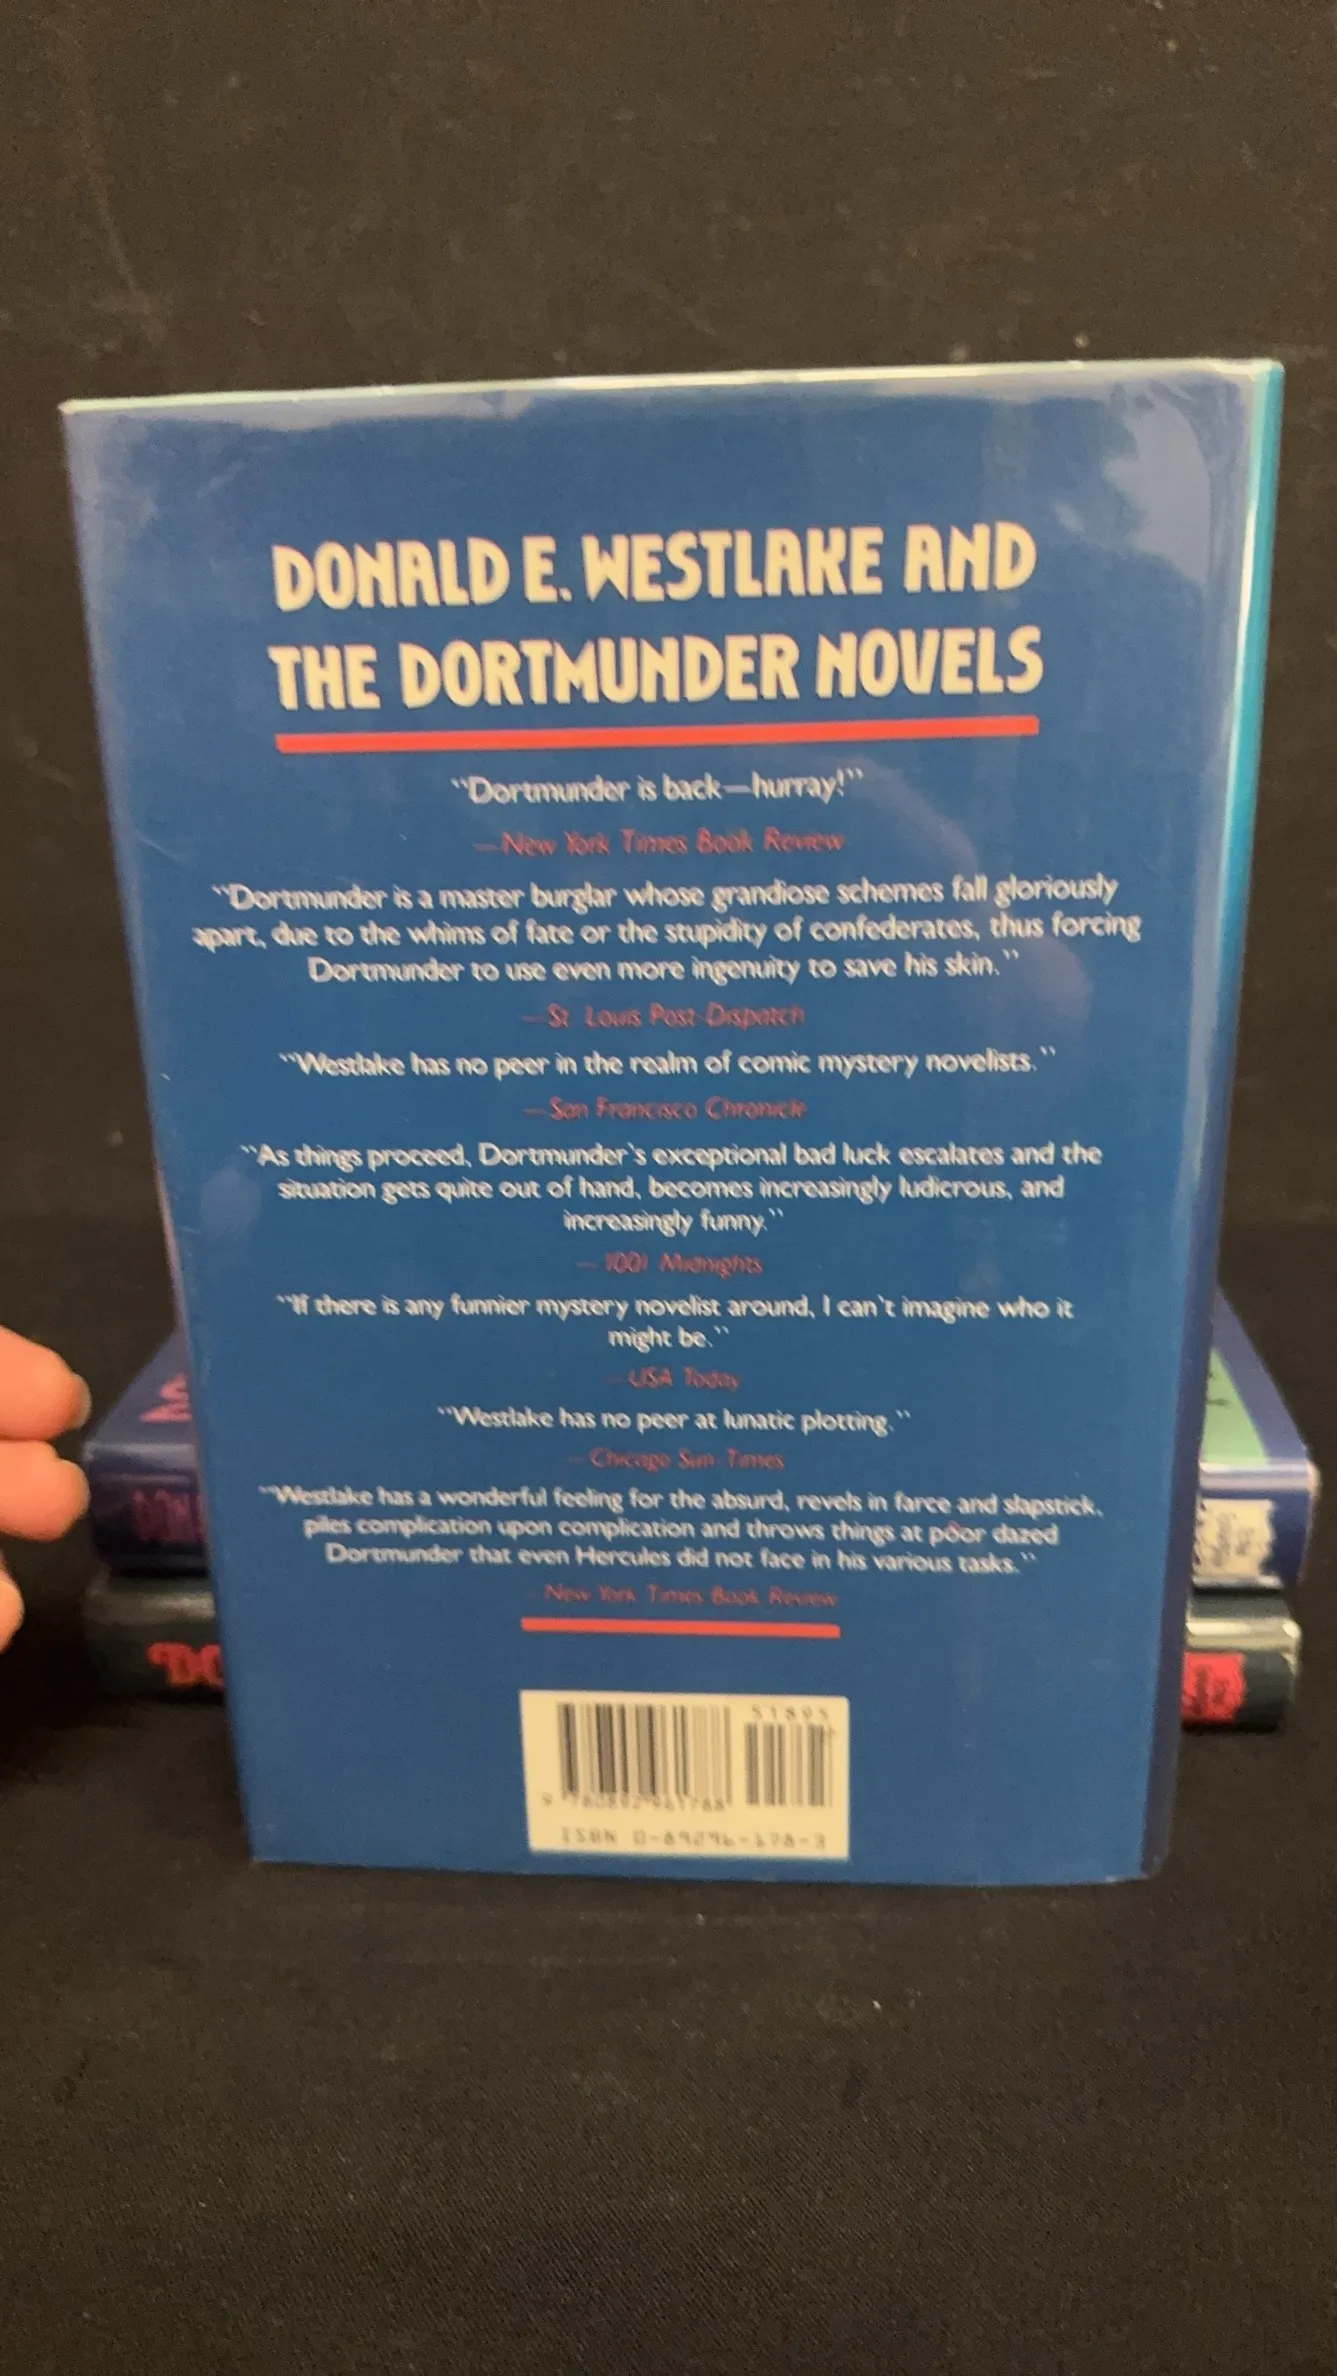 DONALD E. WESTLAKE AND
THE DORTMUNDER NOVELS
“Dortmunder is back—hurray!”
—New York Times Book Review
“Dortmunder is a master burglar whose grandiose schemes fall gloriously
apart, due to the whims of fate or the stupidity of confederates, thus forcing
Dortmunder to use even more ingenuity to save his skin.”
—St. Louis Post-Dispatch
“Westlake has no peer in the realm of comic mystery novelists.”
—San Francisco Chronicle
“As things proceed, Dortmunder's exceptional bad luck escalates and the
situation gets quite out of hand, becomes increasingly ludicrous, and
increasingly funny.”
—1001 Midnights
“If there is any funnier mystery novelist around, I can't imagine who it
might be.”
—USA Today
“Westlake has no peer at lunatic plotting.”
—Chicago Sun-Times
“Westlake has a wonderful feeling for the absurd, revels in farce and slapstick,
piles complication upon complication and throws things at poor dazed
Dortmunder that even Hercules did not face in his various tasks.”
—New York Times Book Review
51895
9 780892 961788
ISBN 0-89296-178-3